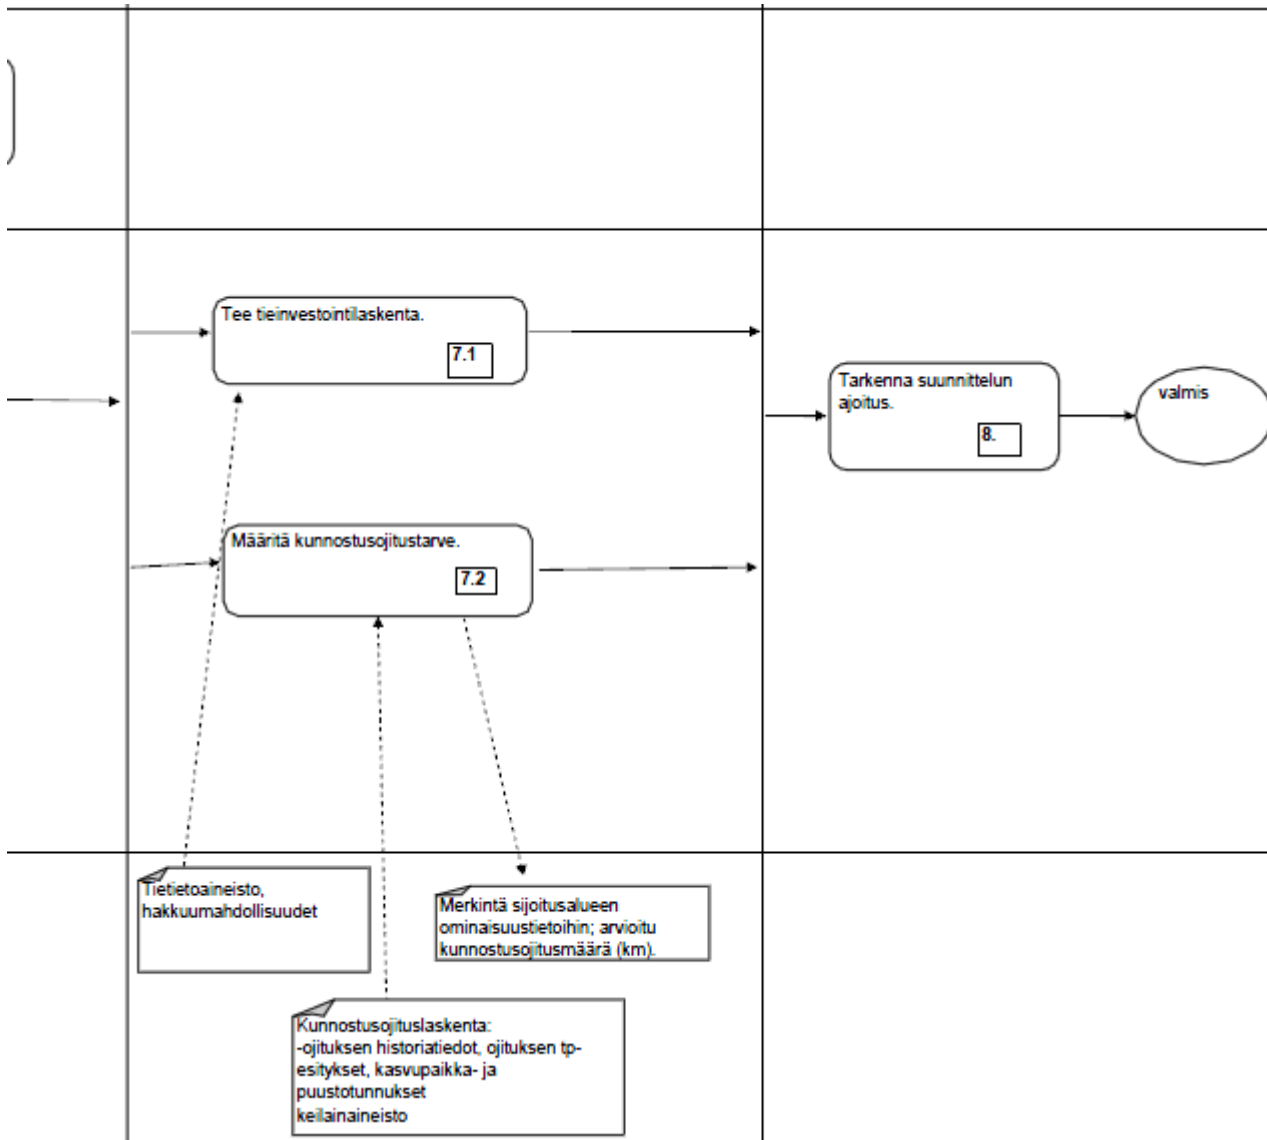 Tee tieinvestointilaskenta.
7.1
Tarkenna suunnittelun
ajoitus.
8.
valmis
Määritä kunnostusojitustarve.
7.2
Tietietoaineisto,
hakkuumahdollisuudet
Merkintä sijoitusalueen
ominaisuustietoihin; arvioitu
kunnostusojitusmäärä (km).
Kunnostusojituslaskenta:
-ojituksen historiatiedot, ojituksen tp-
esitykset, kasvupaikka- ja
puustotunnukset
keilainaineisto